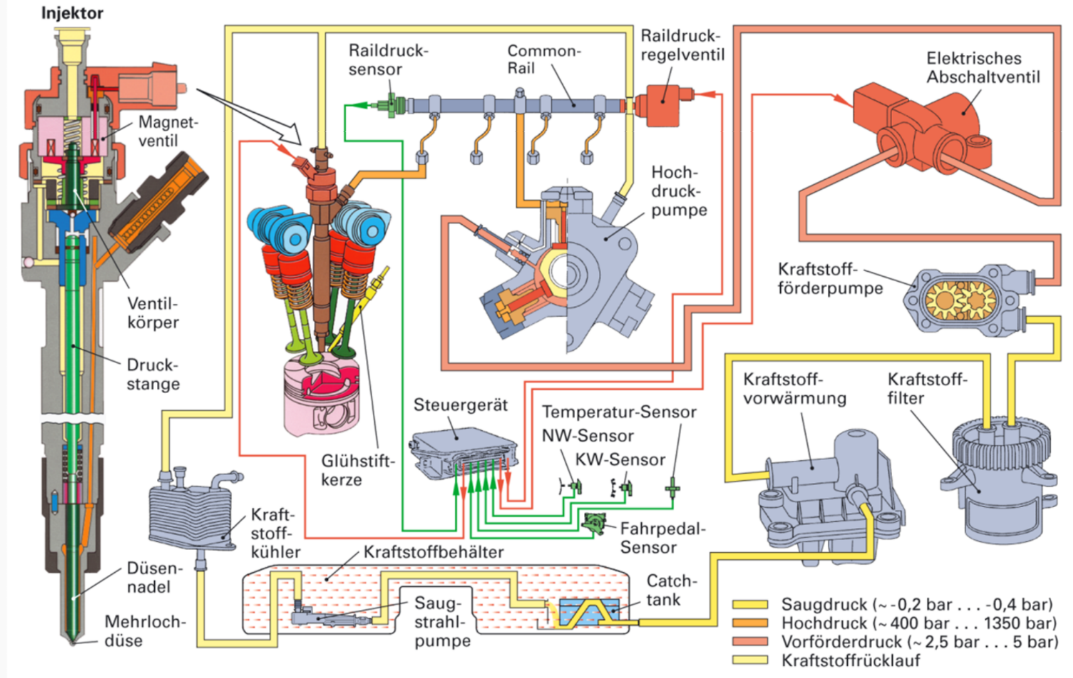 Injektor
Magnet-
ventil
Ventil-
körper
Druck-
stange
Düsen-
nadel
Mehrloch-
düse
Raildruck-
sensor
Common-
Rail
Raildruck-
regelventil
Elektrisches
Abschaltventil
Hoch-
druck-
pumpe
Kraftstoff-
förderpumpe
Kraftstoff-
vorwärmung
Kraftstoff-
filter
Steuergerät
Temperatur-Sensor
NW-Sensor
KW-Sensor
Fahrpedal-
Sensor
Glühstift-
kerze
Kraft-
stoff-
kühler
Kraftstoffbehälter
Saug-
strahl-
pumpe
Catch-
tank
Saugdruck (~-0,2 bar . . . -0,4 bar)
Hochdruck (~400 bar . . . 1350 bar)
Vorförderdruck (~2,5 bar . . . 5 bar)
Kraftstoffrücklauf